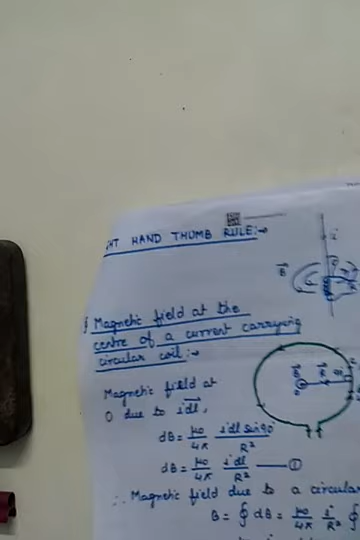 HT HAND THUMB RULE:→
i
B⃗
Magnetic field at the
centre of a current carrying
circular coil:→
Magnetic field at
O due to idl⃗,
dB = μ0/4π idl sin90°/R²
dB = μ0/4π idl/R² —— ①
∴ Magnetic field due to a circular
B = ∮ dB = μ0/4π i/R² ∮